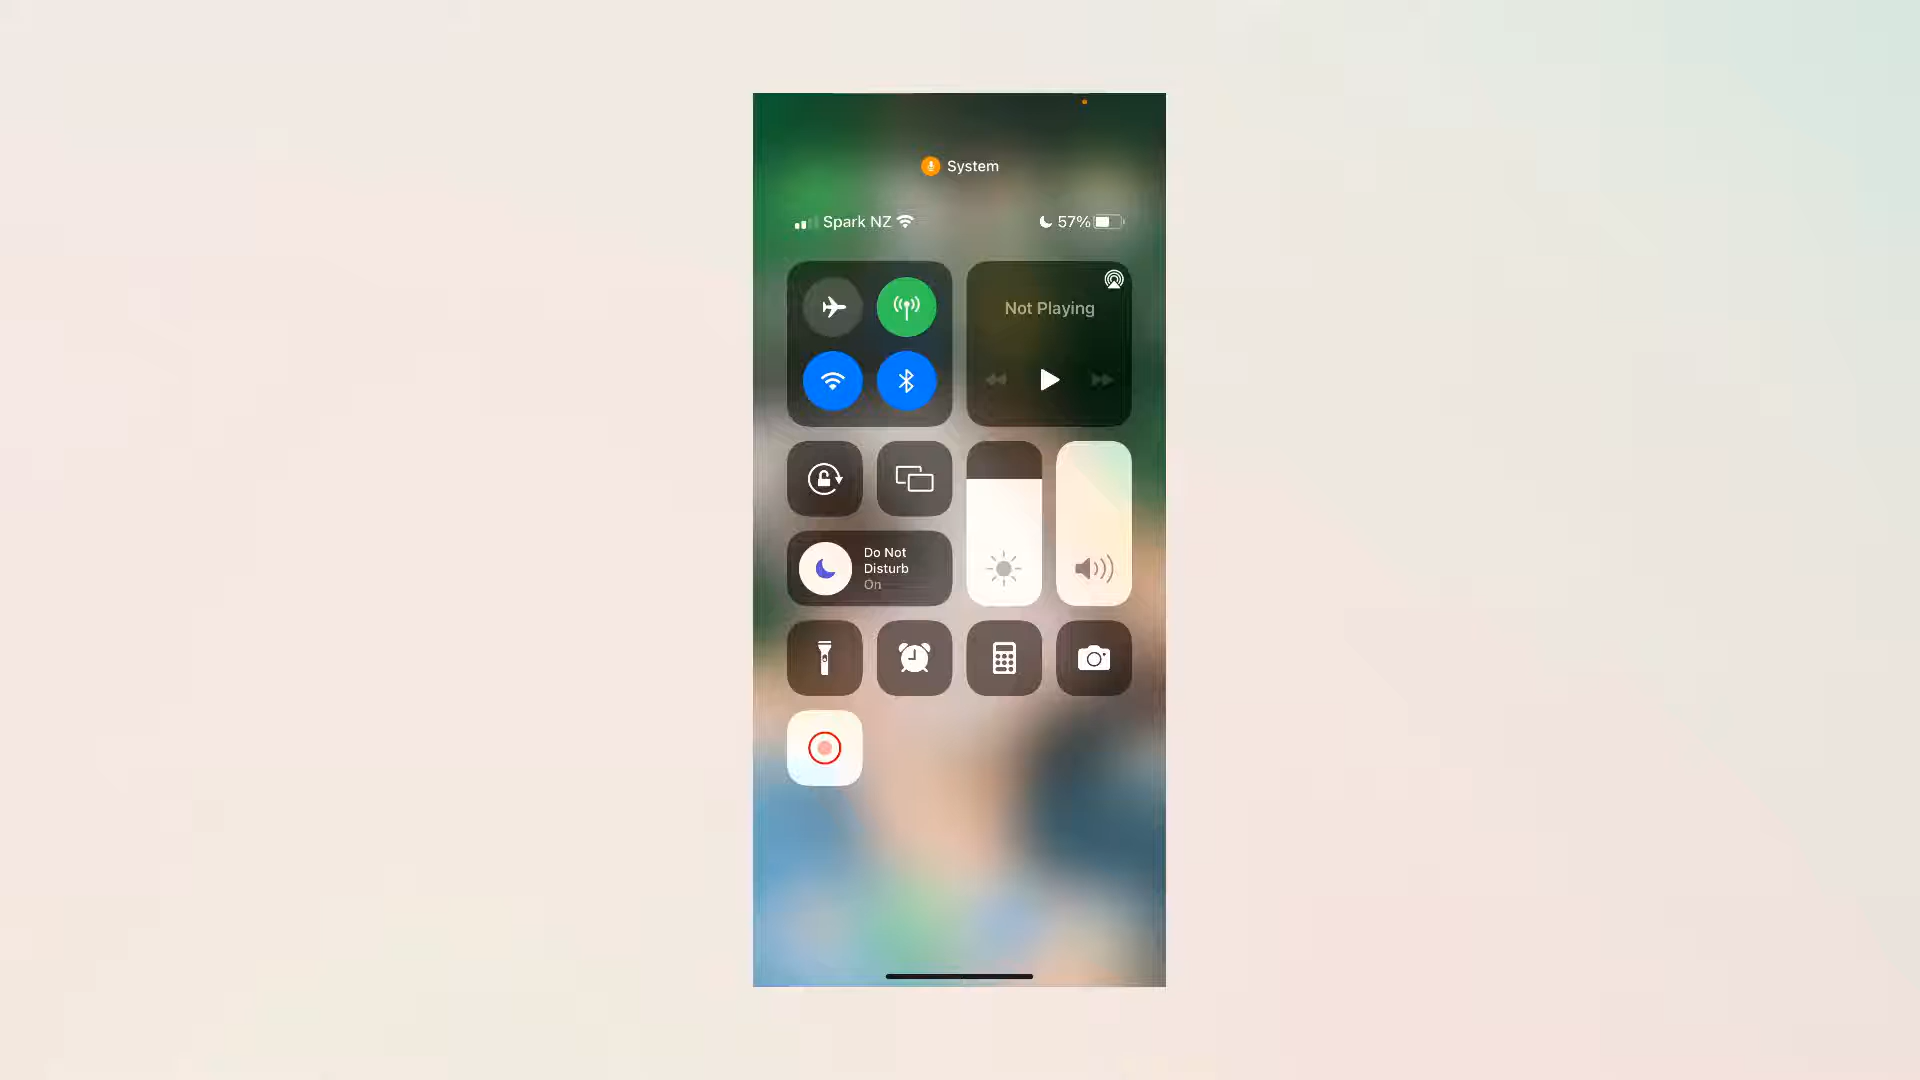 System
Spark NZ
57%
Not Playing
Do Not
Disturb
On